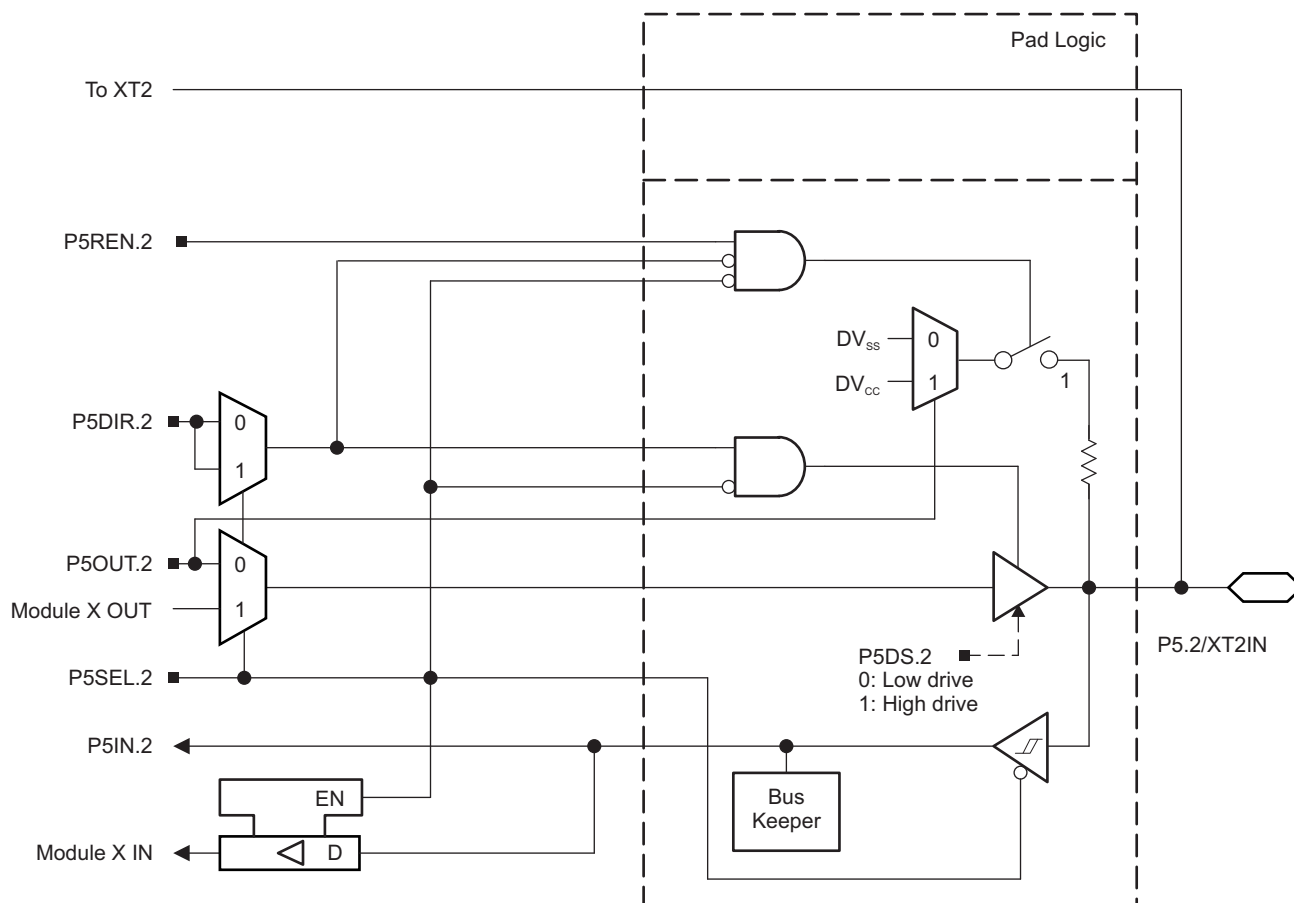 Pad Logic
To XT2
P5REN.2
DVSS
0
DVCC
1
1
P5DIR.2
0
1
P5OUT.2
0
Module X OUT
1
P5DS.2
0: Low drive
1: High drive
P5.2/XT2IN
P5SEL.2
P5IN.2
Bus
Keeper
EN
Module X IN
D